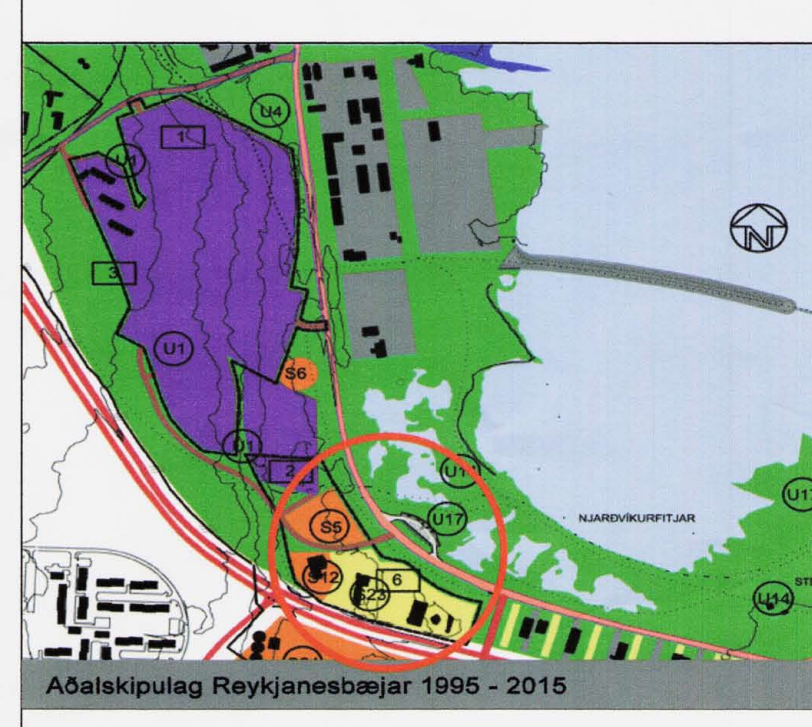 U4
1
U1
N
3
U1
S6
U1
2
U17
S5
U17
NJARÐVÍKURFITJAR
S12
6
S23
U14
Aðalskipulag Reykjanesbæjar 1995 - 2015